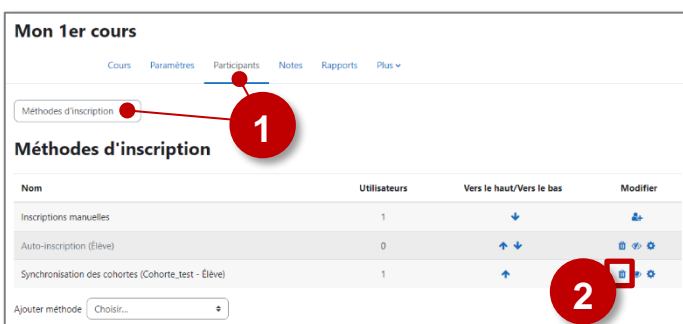 Mon 1er cours
Cours Paramètres Participants Notes Rapports Plus
Méthodes d'inscription
1
Méthodes d'inscription
Nom Utilisateurs Vers le haut/Vers le bas Modifier
Inscriptions manuelles 1
Auto-inscription (Élève) 0
Synchronisation des cohortes (Cohorte_test - Élève) 1
2
Ajouter méthode Choisir...